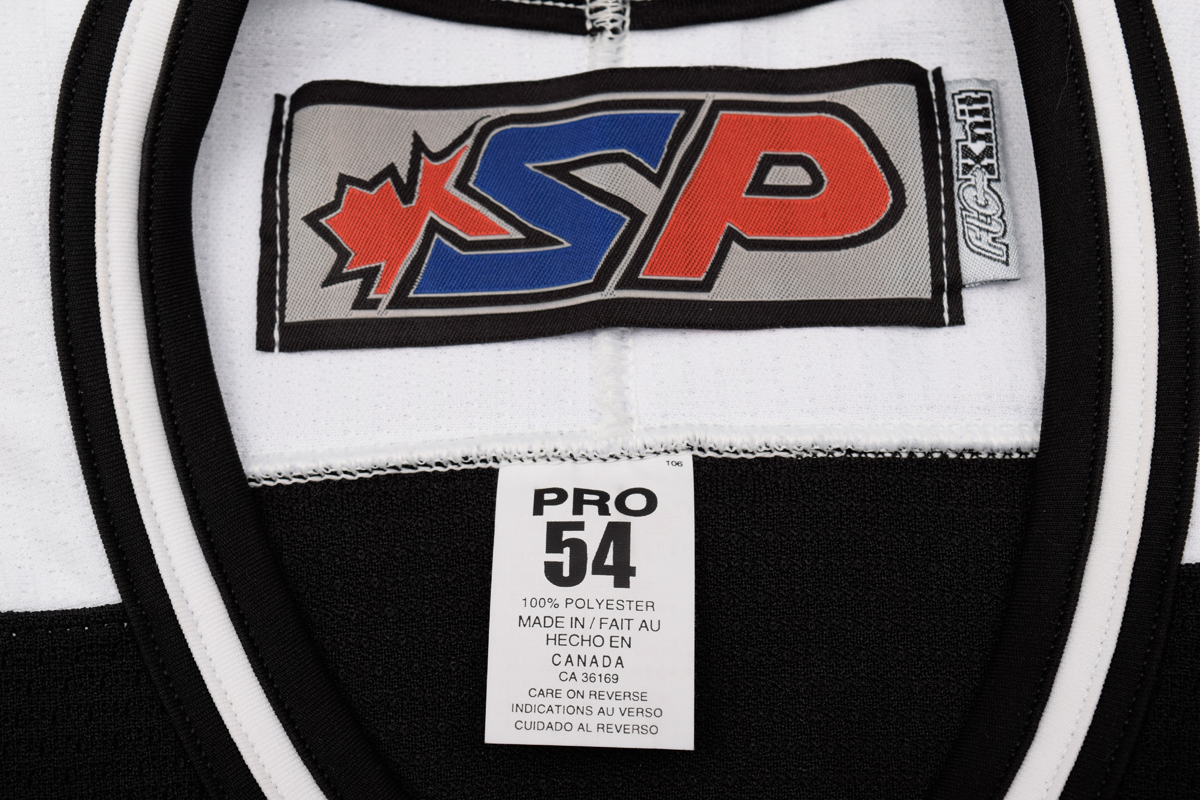 SP
Knit
106
PRO
54
100% POLYESTER
MADE IN / FAIT AU
HECHO EN
CANADA
CA 36169
CARE ON REVERSE
INDICATIONS AU VERSO
CUIDADO AL REVERSO